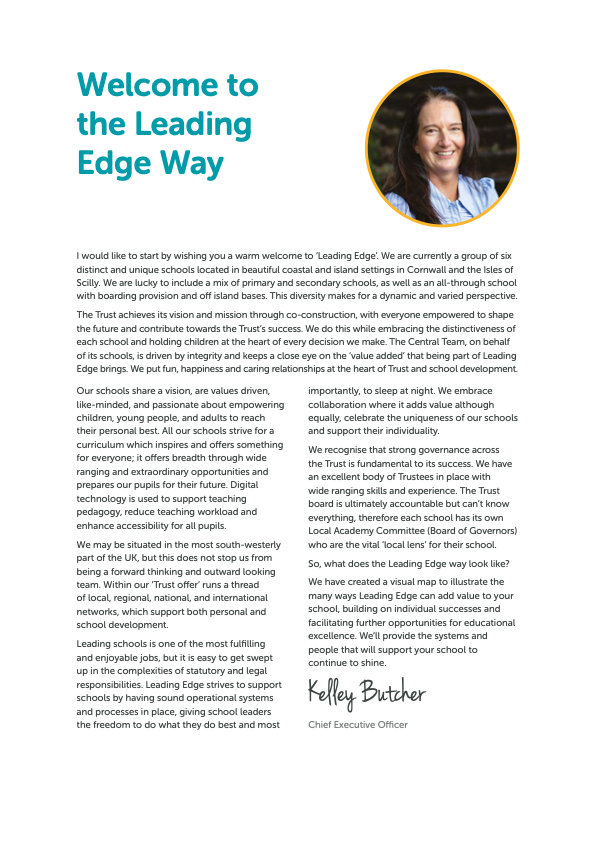 Welcome to
the Leading
Edge Way
I would like to start by wishing you a warm welcome to 'Leading Edge'. We are currently a group of six
distinct and unique schools located in beautiful coastal and island settings in Cornwall and the Isles of
Scilly. We are lucky to include a mix of primary and secondary schools, as well as an all-through school
with boarding provision and off island bases. This diversity makes for a dynamic and varied perspective.
The Trust achieves its vision and mission through co-construction, with everyone empowered to shape
the future and contribute towards the Trust's success. We do this while embracing the distinctiveness of
each school and holding children at the heart of every decision we make. The Central Team, on behalf
of its schools, is driven by integrity and keeps a close eye on the 'value added' that being part of Leading
Edge brings. We put fun, happiness and caring relationships at the heart of Trust and school development.
Our schools share a vision, are values driven,
like-minded, and passionate about empowering
children, young people, and adults to reach
their personal best. All our schools strive for a
curriculum which inspires and offers something
for everyone; it offers breadth through wide
ranging and extraordinary opportunities and
prepares our pupils for their future. Digital
technology is used to support teaching
pedagogy, reduce teaching workload and
enhance accessibility for all pupils.
We may be situated in the most south-westerly
part of the UK, but this does not stop us from
being a forward thinking and outward looking
team. Within our 'Trust offer' runs a thread
of local, regional, national, and international
networks, which support both personal and
school development.
Leading schools is one of the most fulfilling
and enjoyable jobs, but it is easy to get swept
up in the complexities of statutory and legal
responsibilities. Leading Edge strives to support
schools by having sound operational systems
and processes in place, giving school leaders
the freedom to do what they do best and most
importantly, to sleep at night. We embrace
collaboration where it adds value although
equally, celebrate the uniqueness of our schools
and support their individuality.
We recognise that strong governance across
the Trust is fundamental to its success. We have
an excellent body of Trustees in place with
wide ranging skills and experience. The Trust
board is ultimately accountable but can't know
everything, therefore each school has its own
Local Academy Committee (Board of Governors)
who are the vital 'local lens' for their school.
So, what does the Leading Edge way look like?
We have created a visual map to illustrate the
many ways Leading Edge can add value to your
school, building on individual successes and
facilitating further opportunities for educational
excellence. We'll provide the systems and
people that will support your school to
continue to shine.
Kelley Butcher
Chief Executive Officer